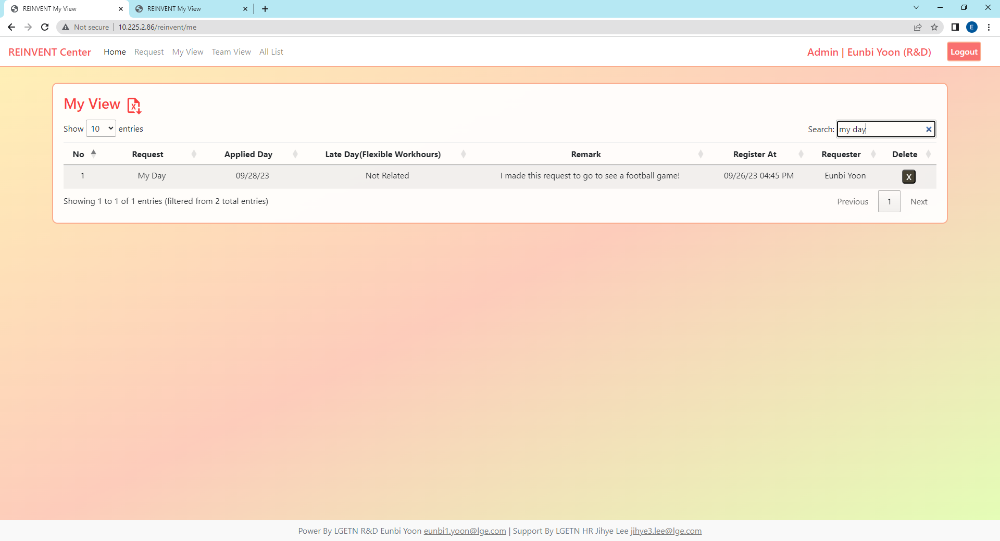 REINVENT My View
REINVENT My View
Not secure | 10.225.2.86/reinvent/me
E
REINVENT Center Home Request My View Team View All List Admin | Eunbi Yoon (R&D) Logout
My View
Show 10 entries Search: my day
No Request Applied Day Late Day(Flexible Workhours) Remark Register At Requester Delete
1 My Day 09/28/23 Not Related I made this request to go to see a football game! 09/26/23 04:45 PM Eunbi Yoon X
Showing 1 to 1 of 1 entries (filtered from 2 total entries) Previous 1 Next
Power By LGETN R&D Eunbi Yoon eunbi1.yoon@lge.com | Support By LGETN HR Jihye Lee jihye3.lee@lge.com